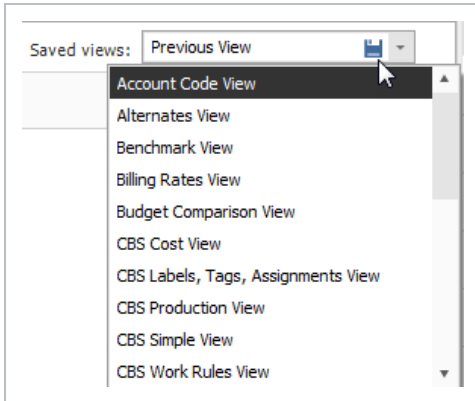 Saved views: Previous View
Account Code View
Alternates View
Benchmark View
Billing Rates View
Budget Comparison View
CBS Cost View
CBS Labels, Tags, Assignments View
CBS Production View
CBS Simple View
CBS Work Rules View